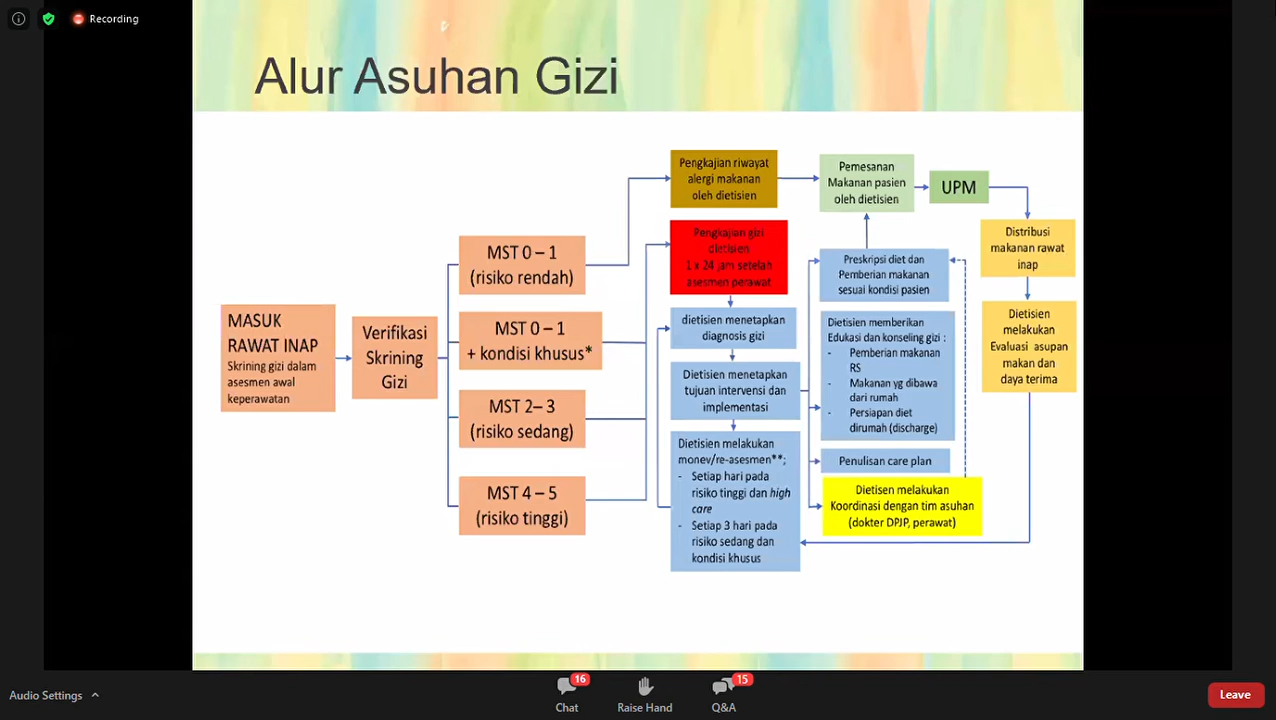 Recording
Alur Asuhan Gizi
MASUK
RAWAT INAP
Skrining gizi dalam
asesmen awal
keperawatan
Verifikasi
Skrining
Gizi
MST 0 – 1
(risiko rendah)
MST 0 – 1
+ kondisi khusus*
MST 2– 3
(risiko sedang)
MST 4 – 5
(risiko tinggi)
Pengkajian riwayat
alergi makanan
oleh dietisien
Pengkajian gizi
dietisien
1 x 24 jam setelah
asesmen perawat
dietisien menetapkan
diagnosis gizi
Dietisien menetapkan
tujuan intervensi dan
implementasi
Dietisien melakukan
monev/re-asesmen**;
- Setiap hari pada
risiko tinggi dan high
care
- Setiap 3 hari pada
risiko sedang dan
kondisi khusus
Pemesanan
Makanan pasien
oleh dietisien
UPM
Preskripsi diet dan
Pemberian makanan
sesuai kondisi pasien
Dietisien memberikan
Edukasi dan konseling gizi :
- Pemberian makanan
RS
- Makanan yg dibawa
dari rumah
- Persiapan diet
dirumah (discharge)
Penulisan care plan
Dietisen melakukan
Koordinasi dengan tim asuhan
(dokter DPJP, perawat)
Distribusi
makanan rawat
inap
Dietisien
melakukan
Evaluasi asupan
makan dan
daya terima
Audio Settings
16
Chat
Raise Hand
15
Q&A
Leave